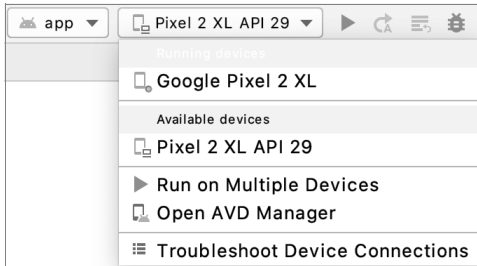 app
Pixel 2 XL API 29
Running devices
Google Pixel 2 XL
Available devices
Pixel 2 XL API 29
Run on Multiple Devices
Open AVD Manager
Troubleshoot Device Connections